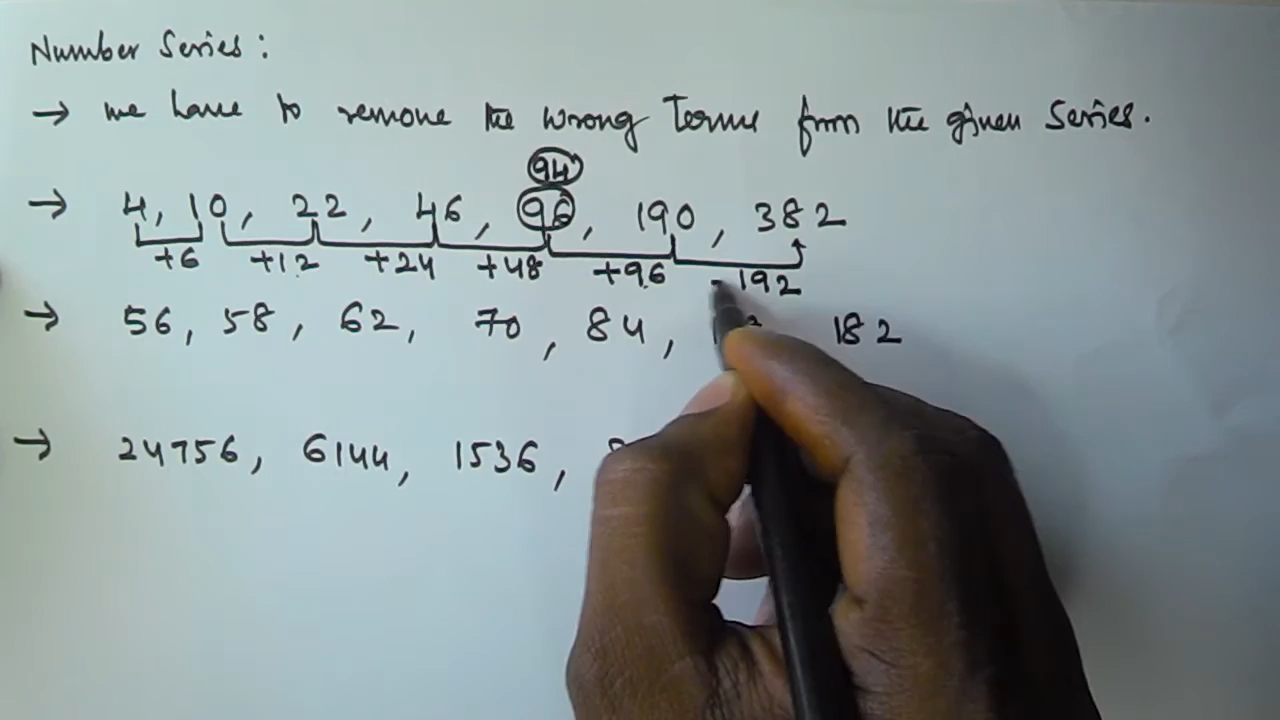 Number Series :
→ we have to remove the wrong Terms from the given Series.
94
→ 4, 10, 22, 46, 96, 190, 382
+6 +12 +24 +48 +96 192
→ 56, 58, 62, 70, 84, 182
→ 24756, 6144, 1536,